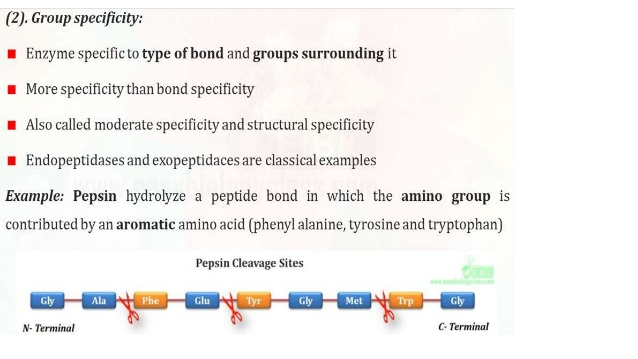 (2). Group specificity:
Enzyme specific to type of bond and groups surrounding it
More specificity than bond specificity
Also called moderate specificity and structural specificity
Endopeptidases and exopeptidaces are classical examples
Example: Pepsin hydrolyze a peptide bond in which the amino group is
contributed by an aromatic amino acid (phenyl alanine, tyrosine and tryptophan)
Pepsin Cleavage Sites
Gly Ala Phe Glu Tyr Gly Met Trp Gly
N- Terminal C- Terminal